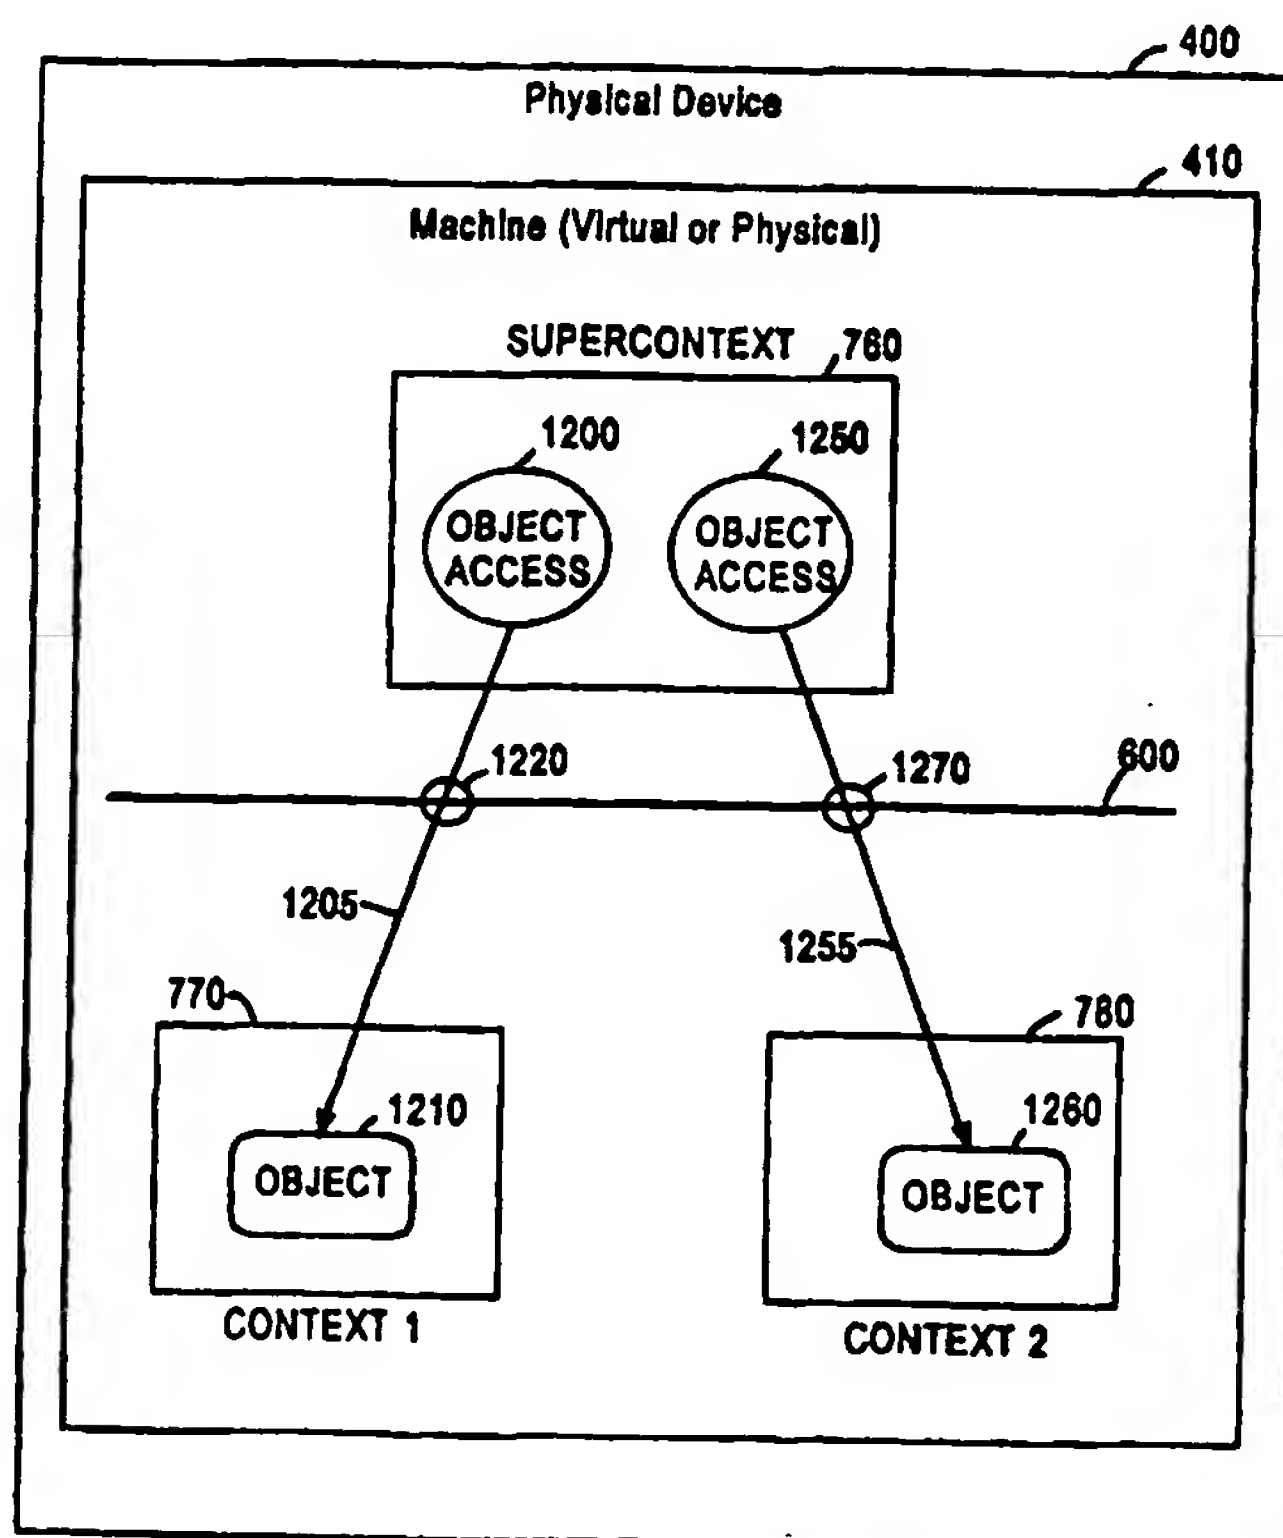 400
Physical Device
410
Machine (Virtual or Physical)
SUPERCONTEXT
760
1200
1250
OBJECT
ACCESS
OBJECT
ACCESS
1220
1270
600
1205
1255
770
780
1210
1260
OBJECT
OBJECT
CONTEXT 1
CONTEXT 2